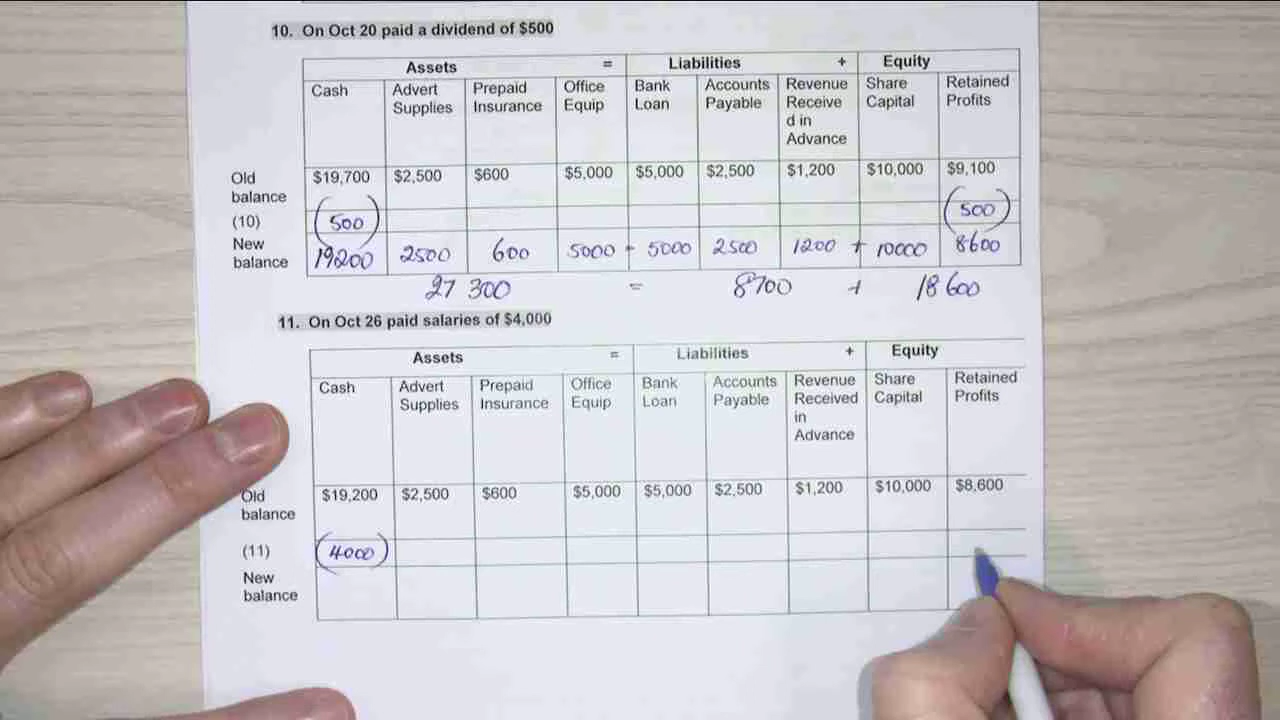 10. On Oct 20 paid a dividend of $500
Assets = Liabilities + Equity
Cash Advert Supplies Prepaid Insurance Office Equip Bank Loan Accounts Payable Revenue Receive d in Advance Share Capital Retained Profits
Old balance $19,700 $2,500 $600 $5,000 $5,000 $2,500 $1,200 $10,000 $9,100
(10) (500) (500)
New balance 19200 2500 600 5000 - 5000 2500 1200 + 10000 8600
27 300 = 8700 + 18600
11. On Oct 26 paid salaries of $4,000
Assets = Liabilities + Equity
Cash Advert Supplies Prepaid Insurance Office Equip Bank Loan Accounts Payable Revenue Received in Advance Share Capital Retained Profits
Old balance $19,200 $2,500 $600 $5,000 $5,000 $2,500 $1,200 $10,000 $8,600
(11) (4000)
New balance